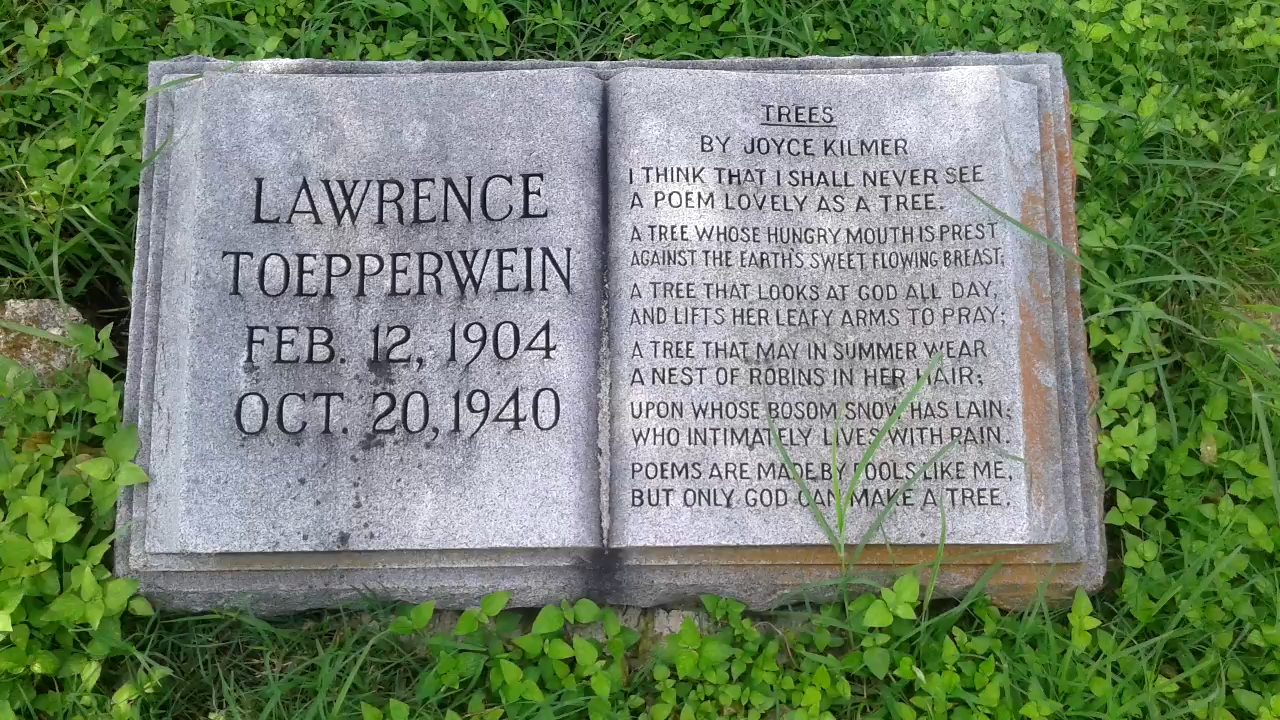 LAWRENCE
TOEPPERWEIN
FEB. 12, 1904
OCT. 20, 1940
TREES
BY JOYCE KILMER
I THINK THAT I SHALL NEVER SEE
A POEM LOVELY AS A TREE.
A TREE WHOSE HUNGRY MOUTH IS PREST
AGAINST THE EARTH'S SWEET FLOWING BREAST;
A TREE THAT LOOKS AT GOD ALL DAY,
AND LIFTS HER LEAFY ARMS TO PRAY;
A TREE THAT MAY IN SUMMER WEAR
A NEST OF ROBINS IN HER HAIR;
UPON WHOSE BOSOM SNOW HAS LAIN;
WHO INTIMATELY LIVES WITH RAIN.
POEMS ARE MADE BY FOOLS LIKE ME,
BUT ONLY GOD CAN MAKE A TREE.